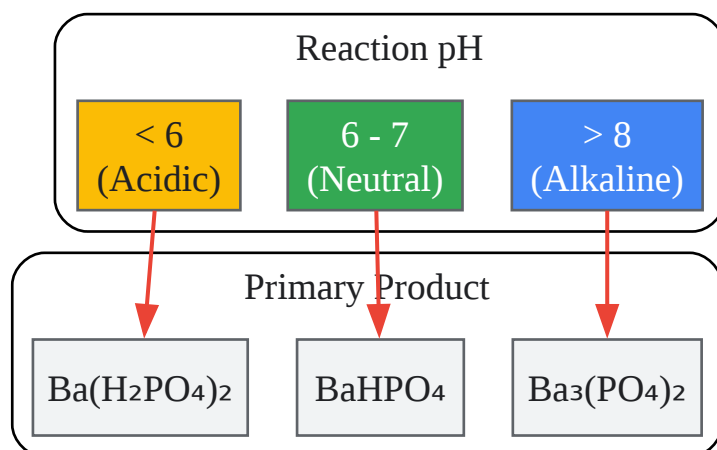 Reaction pH
< 6
(Acidic)
6 - 7
(Neutral)
> 8
(Alkaline)
Primary Product
Ba(H₂PO₄)₂
BaHPO₄
Ba₃(PO₄)₂